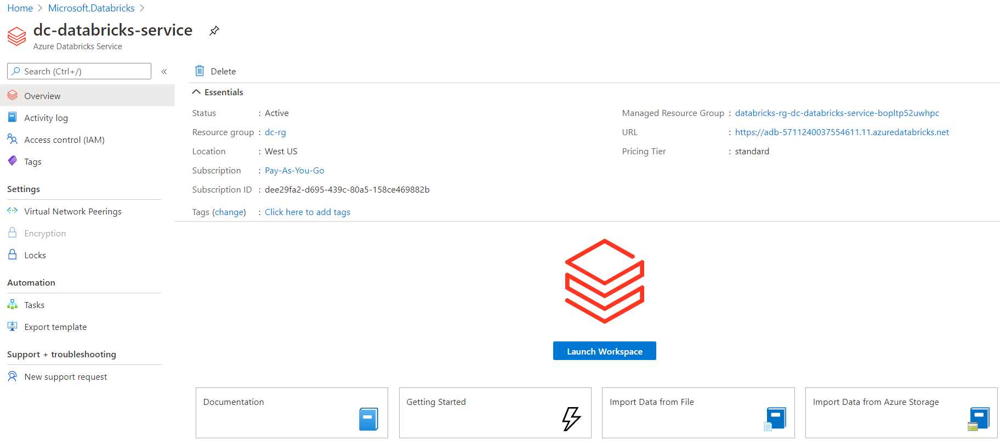 Home > Microsoft.Databricks >
dc-databricks-service
Azure Databricks Service
Search (Ctrl+/)
«
Overview
Activity log
Access control (IAM)
Tags
Settings
Virtual Network Peerings
Encryption
Locks
Automation
Tasks
Export template
Support + troubleshooting
New support request
Delete
Essentials
Status : Active
Resource group : dc-rg
Location : West US
Subscription : Pay-As-You-Go
Subscription ID : dee29fa2-d695-439c-80a5-158ce469882b
Tags (change) : Click here to add tags
Managed Resource Group : databricks-rg-dc-databricks-service-bopltp52uwhpc
URL : https://adb-5711240037554611.11.azuredatabricks.net
Pricing Tier : standard
Launch Workspace
Documentation
Getting Started
Import Data from File
Import Data from Azure Storage